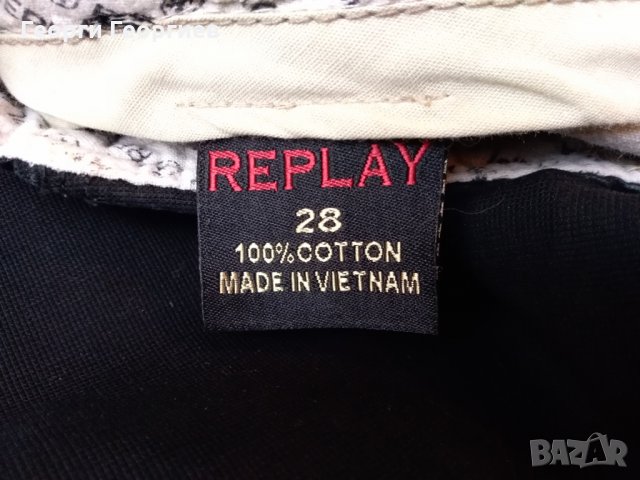 Георги Георгиев
REPLAY
28
100% COTTON
MADE IN VIETNAM
BAZAR